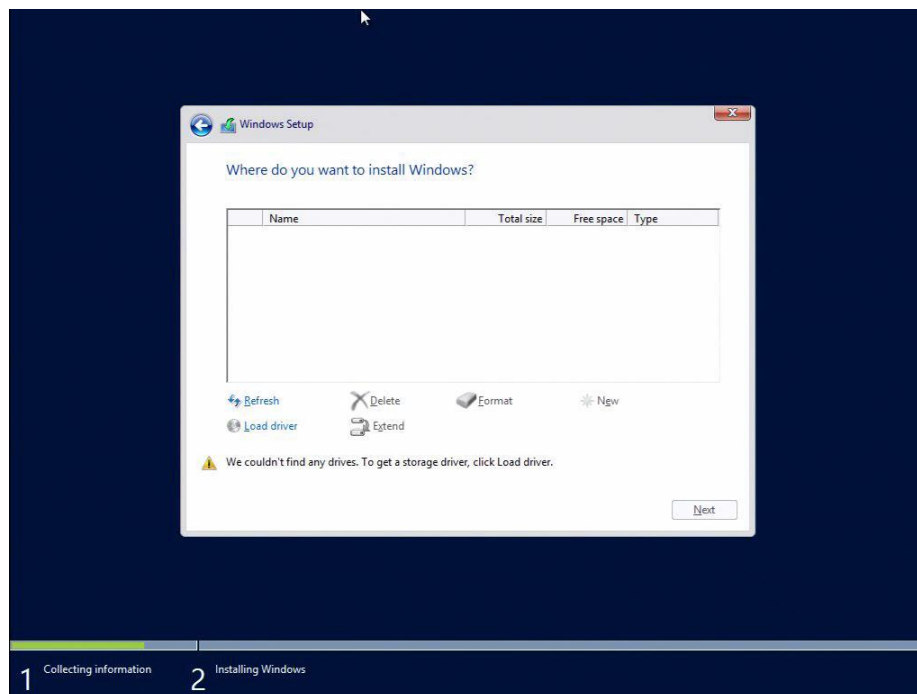 Windows Setup
Where do you want to install Windows?
Name Total size Free space Type
Refresh Delete Format New
Load driver Extend
We couldn't find any drives. To get a storage driver, click Load driver.
Next
1 Collecting information 2 Installing Windows